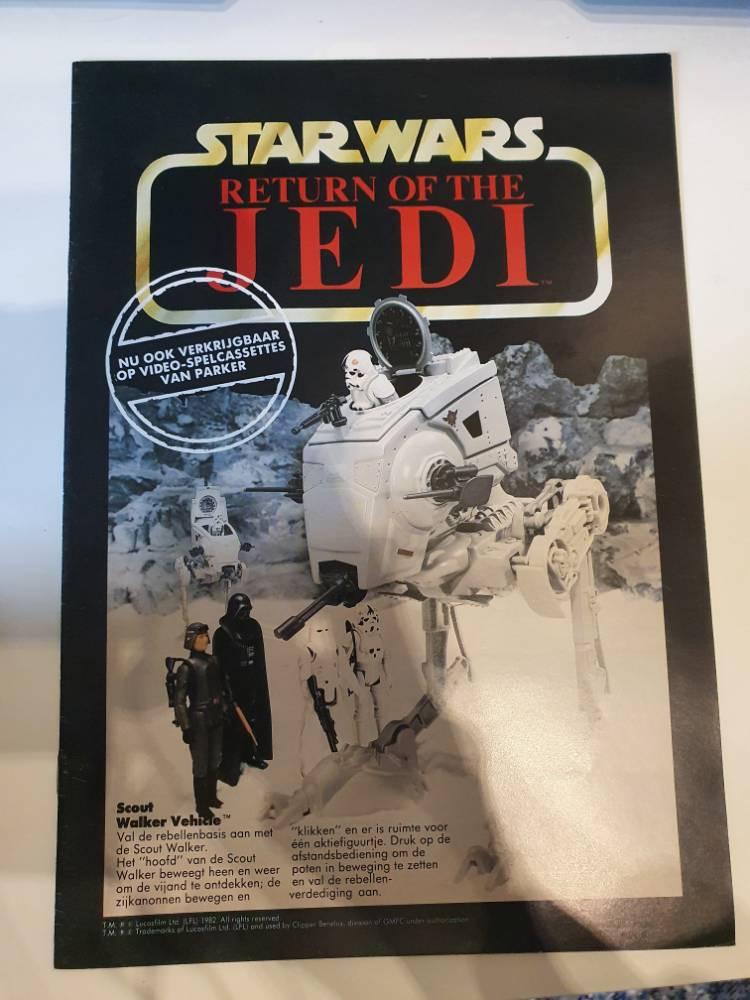 STAR WARS
RETURN OF THE
JEDI™
NU OOK VERKRIJGBAAR
OP VIDEO-SPELCASSETTES
VAN PARKER
Scout
Walker Vehicle™
Val de rebellenbasis aan met
de Scout Walker.
Het "hoofd" van de Scout
Walker beweegt heen en weer
om de vijand te antdekken; de
zijkanonnen bewegen en
"klikken" en er is ruimte voor
één aktiefiguurtje. Druk op de
afstandsbediening om de
poten in beweging te zetten
en val de rebellen-
verdediging aan.
T.M. ® © Lucasfilm Ltd. (LFL) 1982. All rights reserved
T.M. ® © Trademarks of Lucasfilm Ltd. (LFL) and used by Clipper Benelux, division of GMFC under authorization